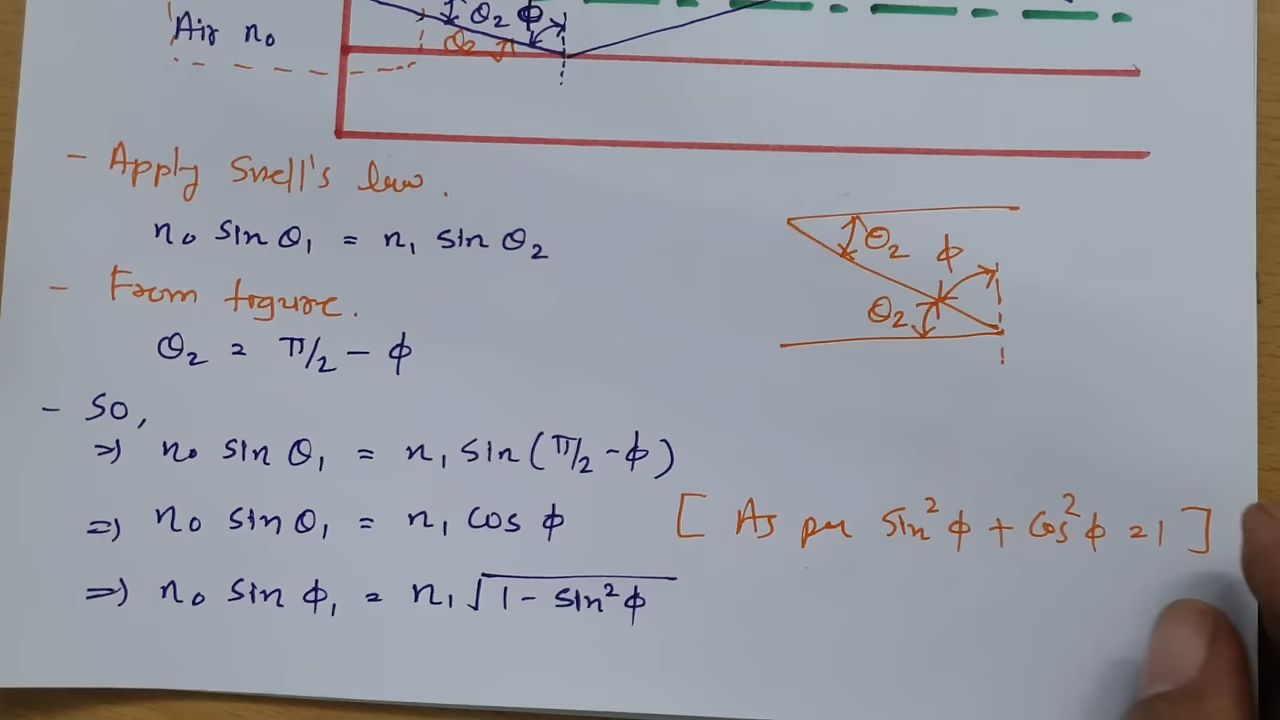 θ₂ φ
Air n₀
θ₂
- Apply Snell's law.
n₀ sin θ₁ = n₁ sin θ₂
θ₂ φ
θ₂
- From figure.
θ₂ = π/2 - φ
- So,
⇒ n₀ sin θ₁ = n₁ sin (π/2 - φ)
⇒ n₀ sin θ₁ = n₁ cos φ [ As per sin²φ + cos²φ = 1 ]
⇒ n₀ sin φ₁ = n₁ √1 - sin²φ